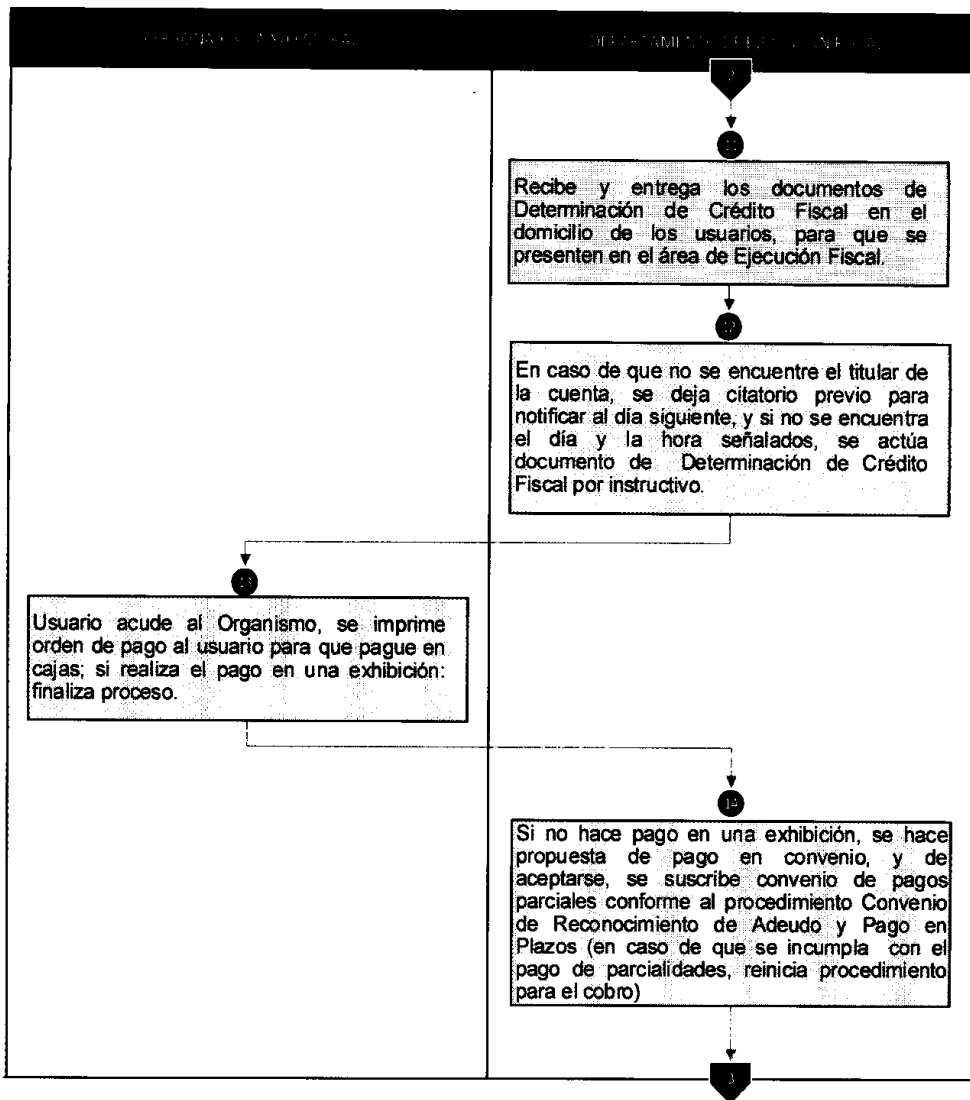 2
Recibe y entrega los documentos de
Determinación de Crédito Fiscal en el
domicilio de los usuarios, para que se
presenten en el área de Ejecución Fiscal.
12
En caso de que no se encuentre el titular de
la cuenta, se deja citatorio previo para
notificar al día siguiente, y si no se encuentra
el día y la hora señalados, se actúa
documento de Determinación de Crédito
Fiscal por instructivo.
13
Usuario acude al Organismo, se imprime
orden de pago al usuario para que pague en
cajas; si realiza el pago en una exhibición:
finaliza proceso.
14
Si no hace pago en una exhibición, se hace
propuesta de pago en convenio, y de
aceptarse, se suscribe convenio de pagos
parciales conforme al procedimiento Convenio
de Reconocimiento de Adeudo y Pago en
Plazos (en caso de que se incumpla con el
pago de parcialidades, reinicia procedimiento
para el cobro)
3